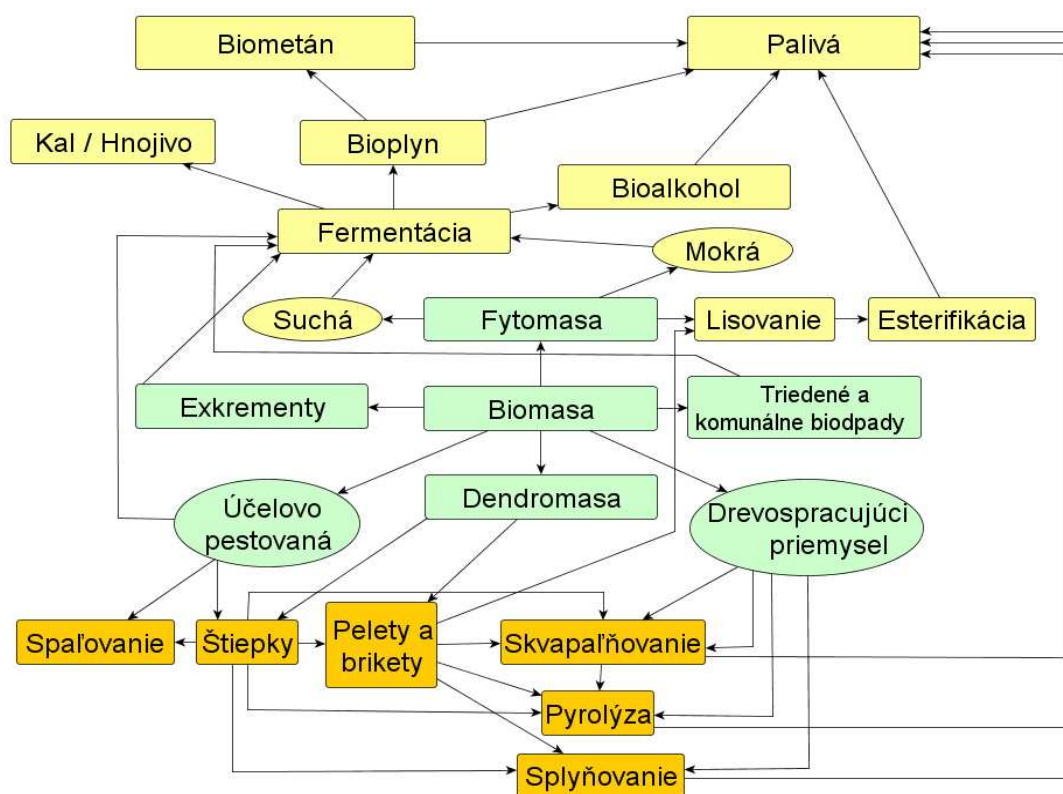 Biometán
Palivá
Kal / Hnojivo
Bioplyn
Bioalkohol
Fermentácia
Mokrá
Suchá
Fytomasa
Lisovanie
Esterifikácia
Exkrementy
Biomasa
Triedené a
komunálne biodpady
Účelovo
pestovaná
Dendromasa
Drevospracujúci
priemysel
Spaľovanie
Štiepky
Pelety a
brikety
Skvapaľňovanie
Pyrolýza
Splyňovanie